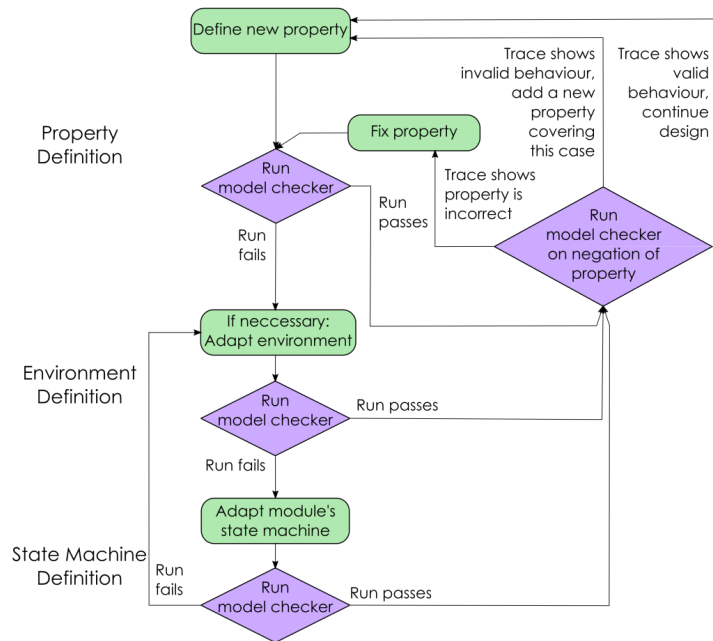 Define new property
Trace shows
invalid behaviour,
add a new
property
covering
this case
Trace shows
valid
behaviour,
continue
design
Property
Definition
Fix property
Run
model checker
Trace shows
property is
incorrect
Run
passes
Run
model checker
on negation of
property
Run
fails
If neccessary:
Adapt environment
Environment
Definition
Run
model checker
Run passes
Run fails
Adapt module's
state machine
State Machine
Definition
Run
fails
Run
model checker
Run passes